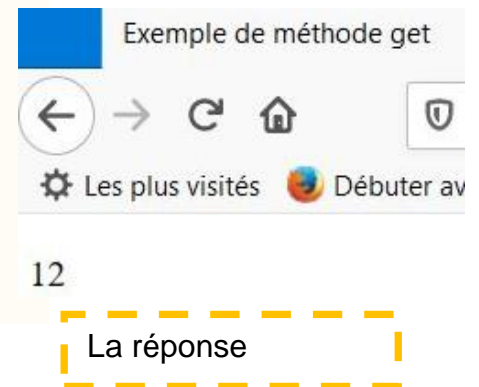 Exemple de méthode get
Les plus visités Débuter av
12
La réponse